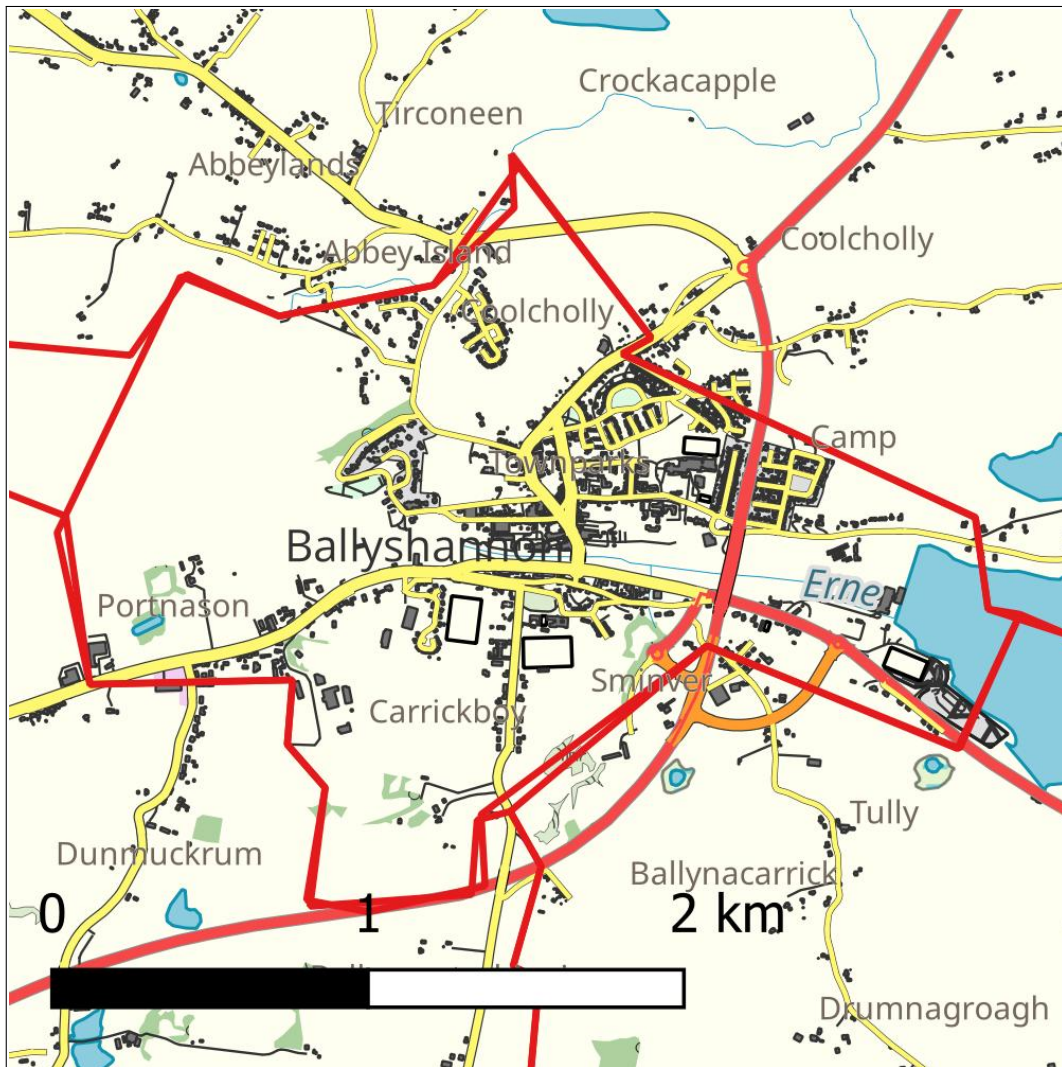 Crockacapple
Tirconeen
Abbeylands
Coolcholly
Abbey Island
Coolcholly
Camp
Townparks
Ballyshannon
Erne
Portnason
Sminver
Carrickboy
Tully
Dunmuckrum
Ballynacarrick
0 1 2 km
Drumnagroagh